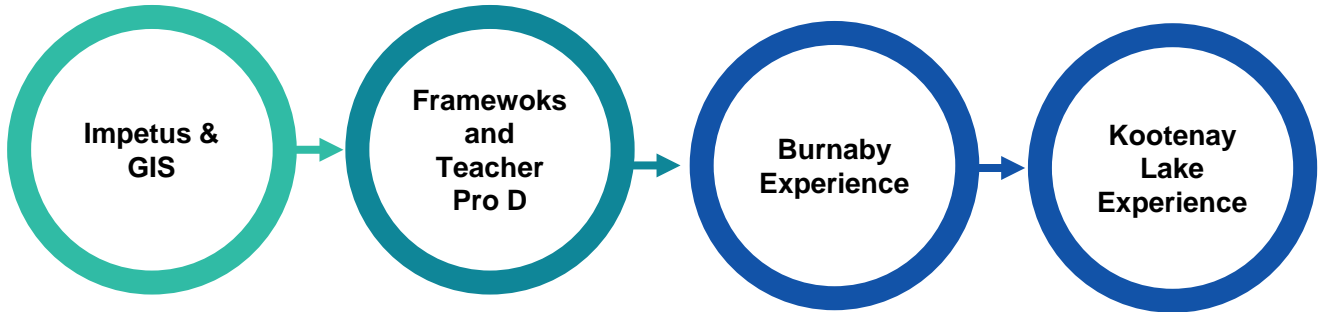 Impetus &
GIS
Framewoks
and
Teacher
Pro D
Burnaby
Experience
Kootenay
Lake
Experience